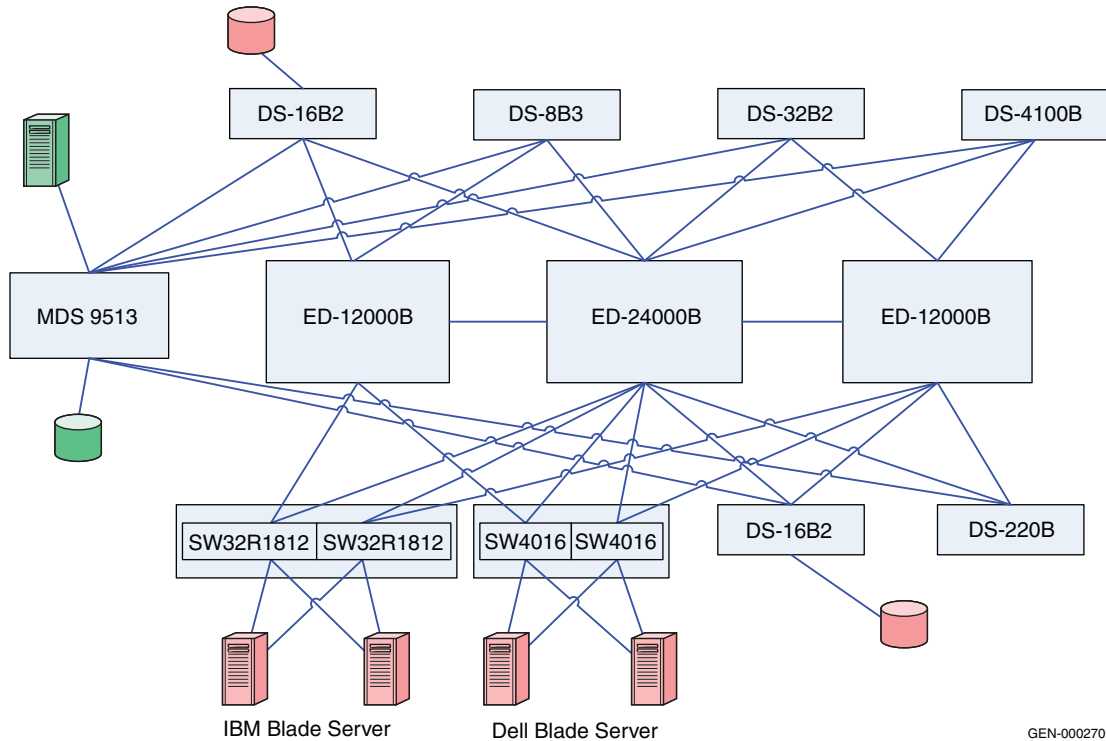 DS-16B2
DS-8B3
DS-32B2
DS-4100B
MDS 9513
ED-12000B
ED-24000B
ED-12000B
SW32R1812
SW32R1812
SW4016
SW4016
DS-16B2
DS-220B
IBM Blade Server
Dell Blade Server
GEN-000270